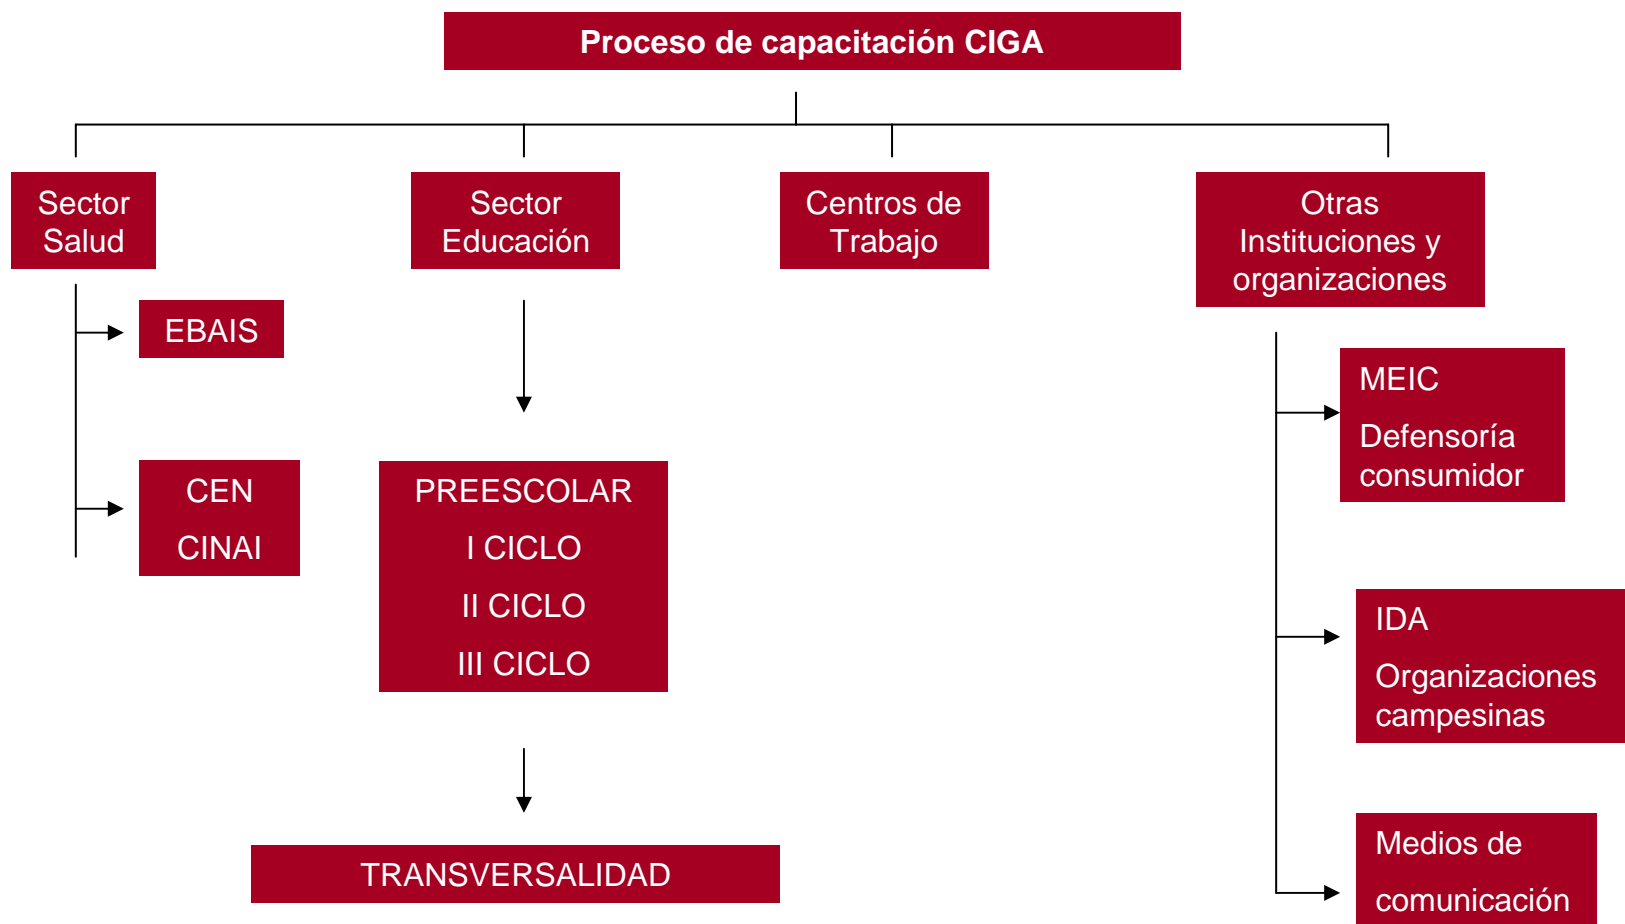 Proceso de capacitación CIGA
Sector
Salud
Sector
Educación
Centros de
Trabajo
Otras
Instituciones y
organizaciones
EBAIS
CEN
CINAI
PREESCOLAR
I CICLO
II CICLO
III CICLO
TRANSVERSALIDAD
MEIC
Defensoría
consumidor
IDA
Organizaciones
campesinas
Medios de
comunicación